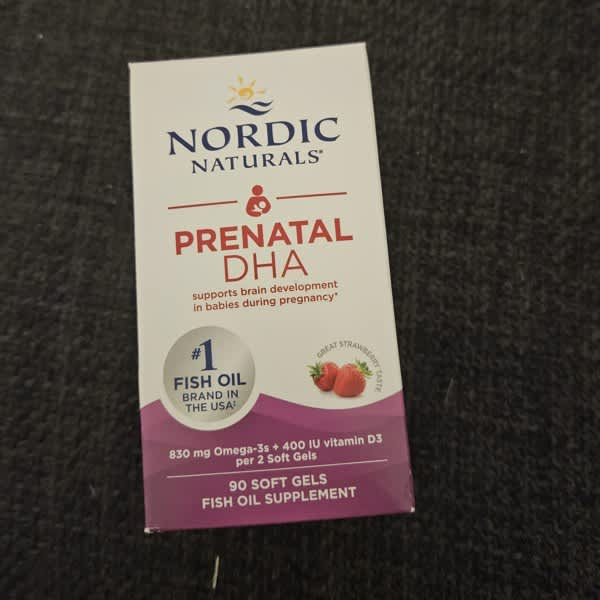 NORDIC
NATURALS®
PRENATAL
DHA
supports brain development
in babies during pregnancy*
GREAT STRAWBERRY TASTE
#1
FISH OIL
BRAND IN
THE USA‡
830 mg Omega-3s + 400 IU vitamin D3
per 2 Soft Gels
90 SOFT GELS
FISH OIL SUPPLEMENT